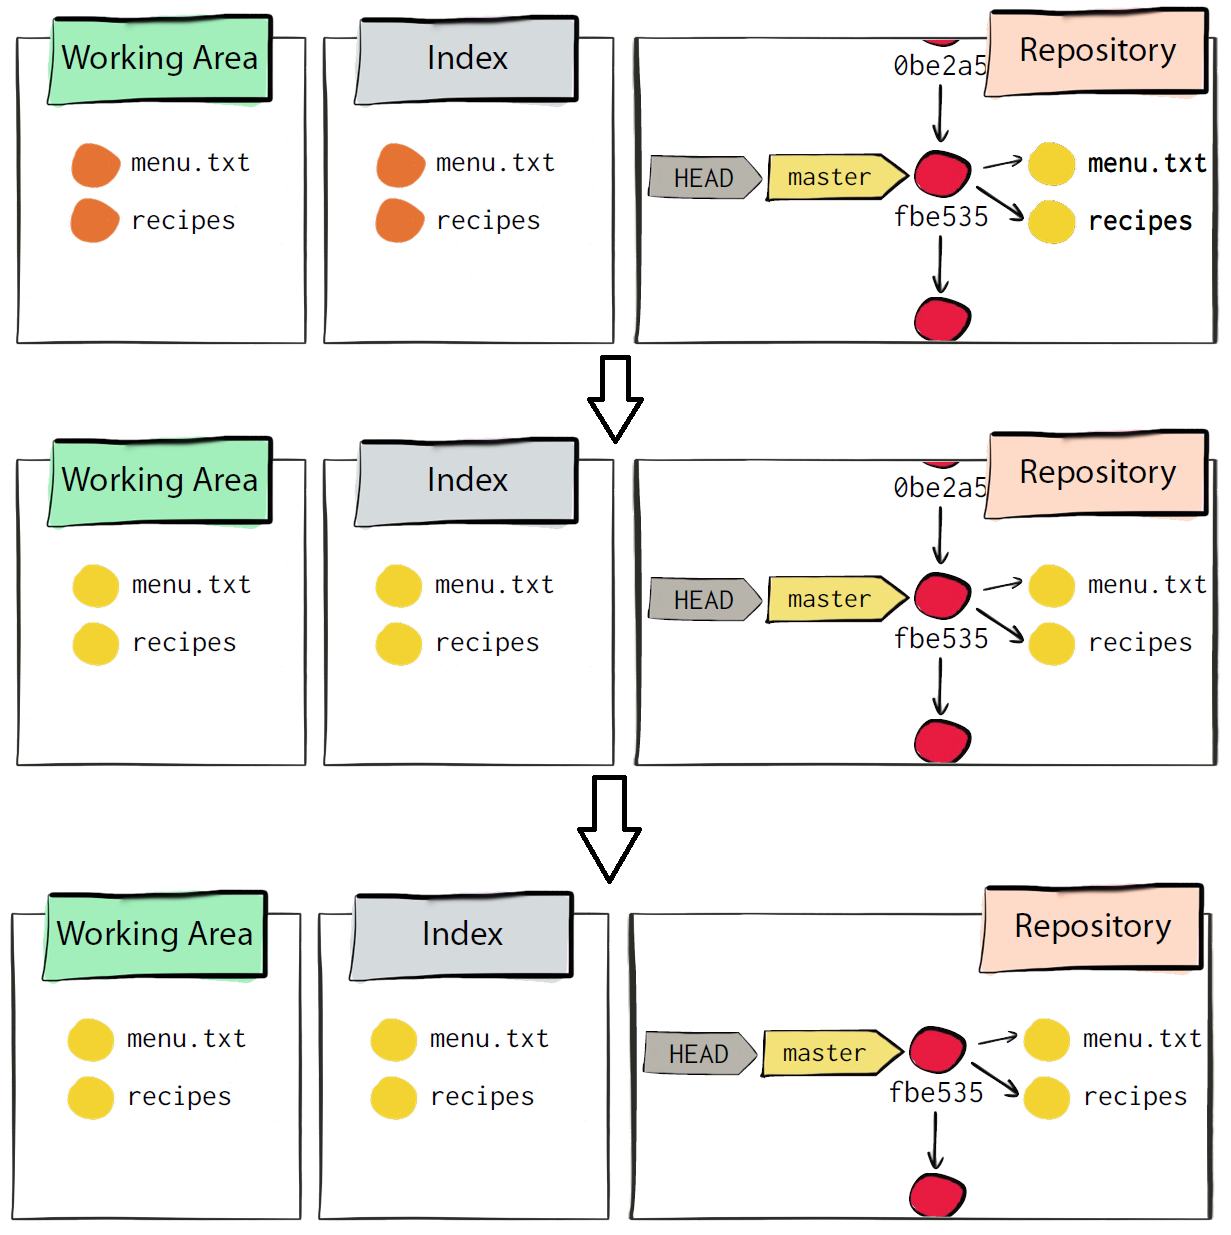 Working Area
Index
Repository
0be2a5
menu.txt
menu.txt
HEAD
master
menu.txt
recipes
recipes
fbe535
recipes
Working Area
Index
Repository
0be2a5
menu.txt
menu.txt
HEAD
master
menu.txt
recipes
recipes
fbe535
recipes
Working Area
Index
Repository
menu.txt
menu.txt
HEAD
master
menu.txt
recipes
recipes
fbe535
recipes